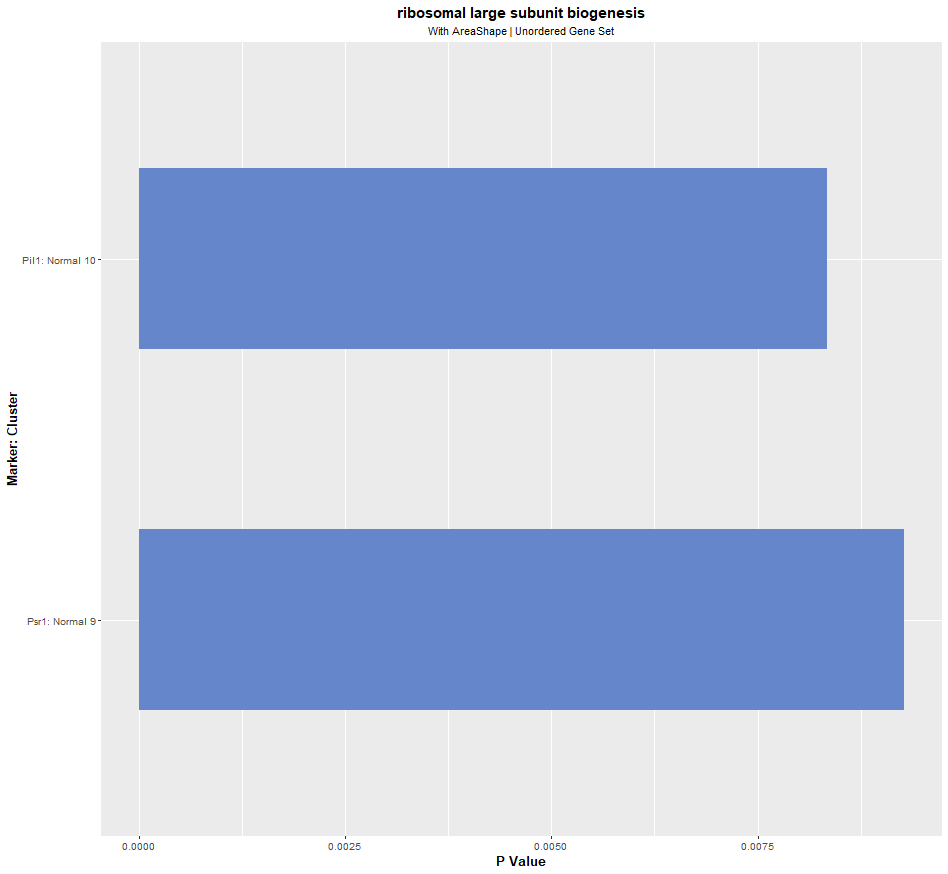 ribosomal large subunit biogenesis
With AreaShape | Unordered Gene Set
Marker: Cluster
Pil1: Normal 10
Psr1: Normal 9
0.0000
0.0025
0.0050
0.0075
P Value